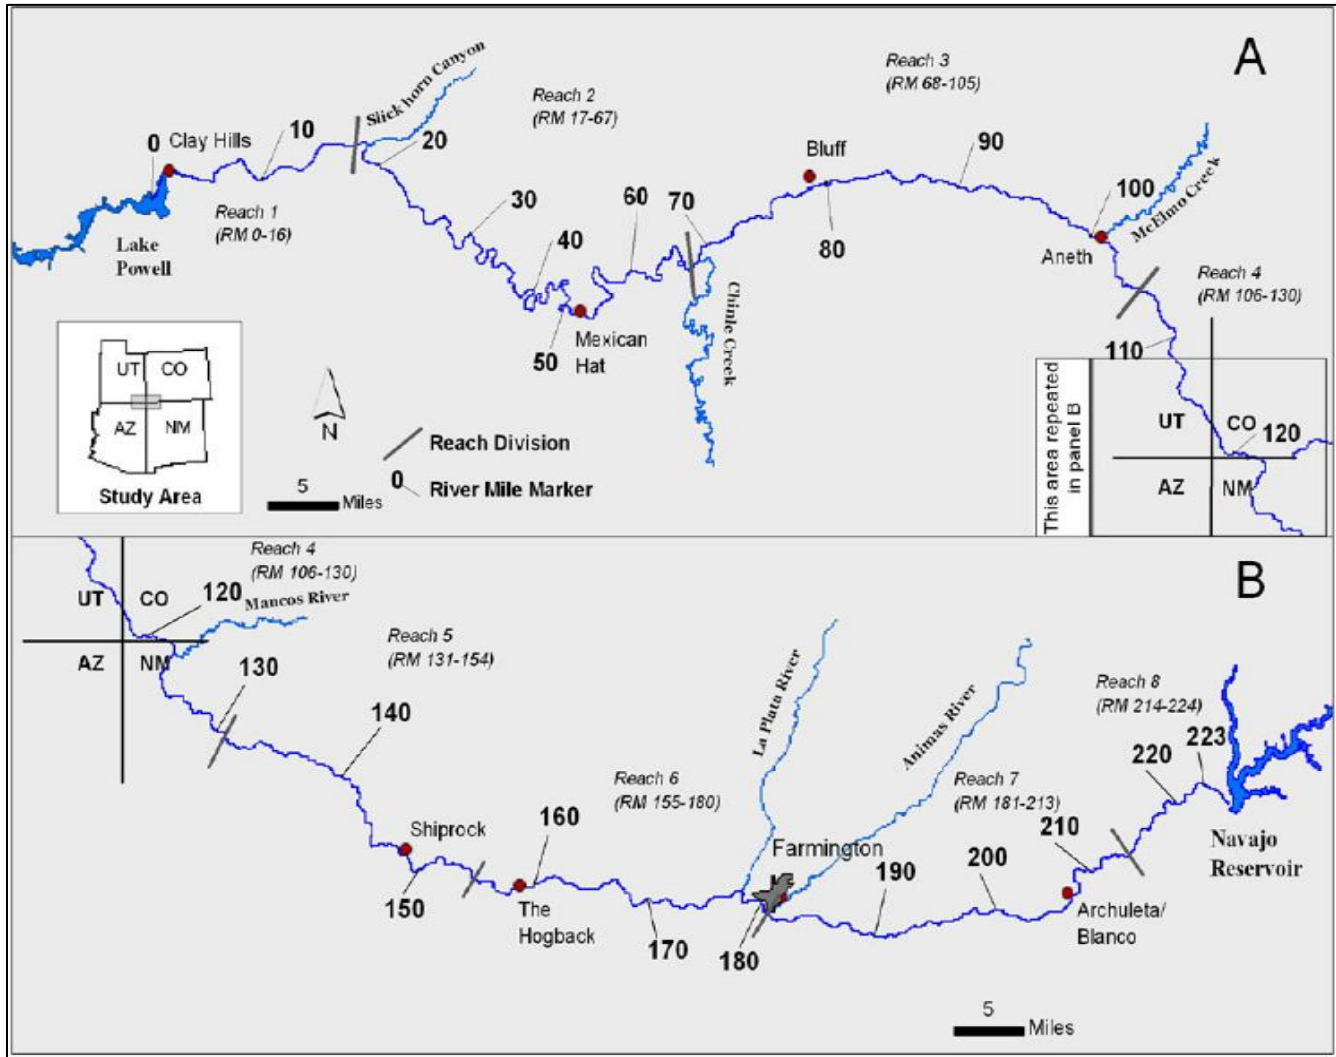 A
Reach 3
(RM 68-105)
Slickhorn Canyon
Reach 2
(RM 17-67)
0
Clay Hills
10
20
Bluff
90
100
McElmo Creek
Reach 1
(RM 0-16)
30
60
70
80
Aneth
Lake
Powell
40
Reach 4
(RM 106-130)
Chinle Creek
50
Mexican
Hat
110
UT
CO
AZ
NM
Study Area
N
Reach Division
0
River Mile Marker
5
Miles
This area repeated
in panel B
UT
CO
120
AZ
NM
B
Reach 4
(RM 106-130)
UT
CO
120
Mancos River
AZ
NM
130
Reach 5
(RM 131-154)
140
La Plata River
Animas River
Reach 8
(RM 214-224)
220
223
Reach 6
(RM 155-180)
Reach 7
(RM 181-213)
Shiprock
160
210
Navajo
Reservoir
Farmington
190
200
150
The
Hogback
170
180
Archuleta/
Blanco
5
Miles